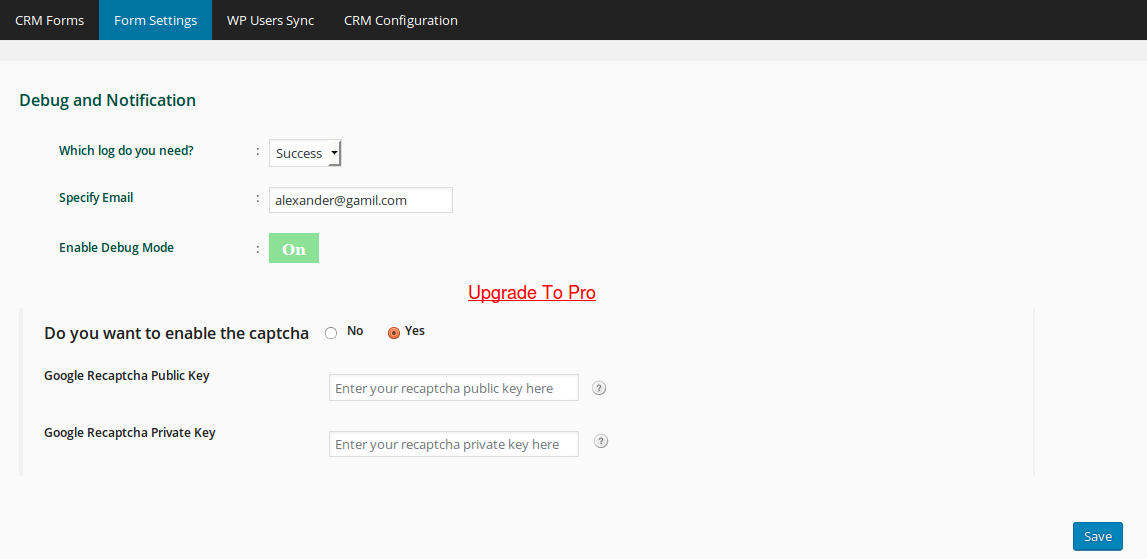 CRM Forms Form Settings WP Users Sync CRM Configuration
Debug and Notification
Which log do you need? : Success
Specify Email : alexander@gamil.com
Enable Debug Mode : On
Upgrade To Pro
Do you want to enable the captcha No Yes
Google Recaptcha Public Key
Enter your recaptcha public key here ?
Google Recaptcha Private Key
Enter your recaptcha private key here ?
Save